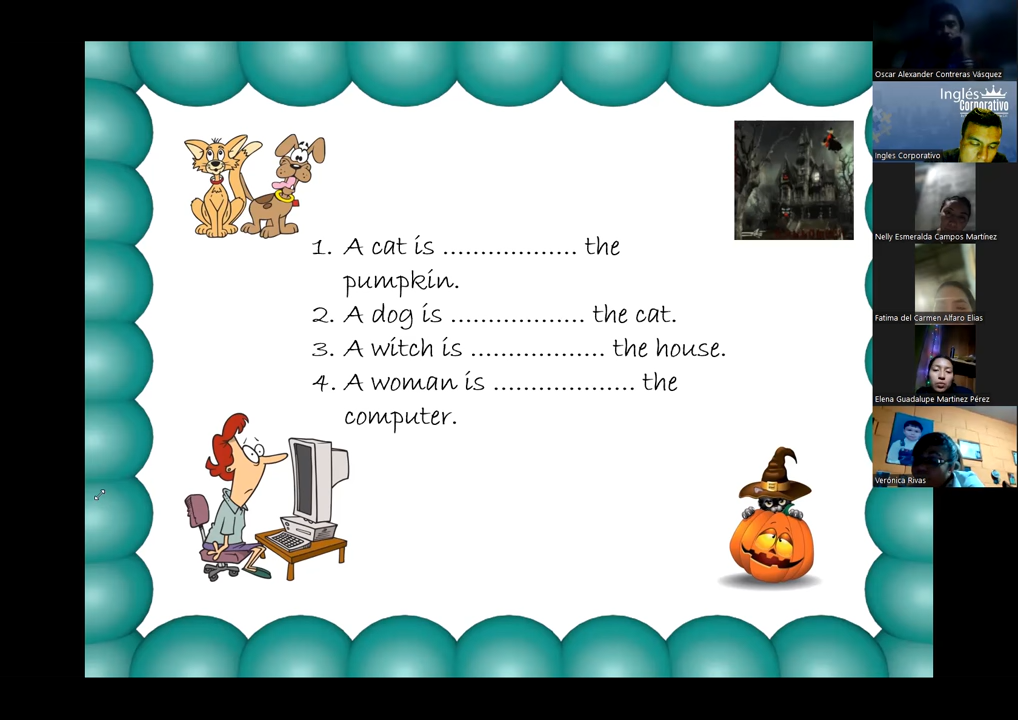 1. A cat is .................. the
pumpkin.
2. A dog is .................. the cat.
3. A witch is .................. the house.
4. A woman is ................... the
computer.
Oscar Alexander Contreras Vásquez
Inglés
Corporativo
Ingles Corporativo
Nelly Esmeralda Campos Martínez
Fatima del Carmen Alfaro Elias
Elena Guadalupe Martinez Pérez
Verónica Rivas